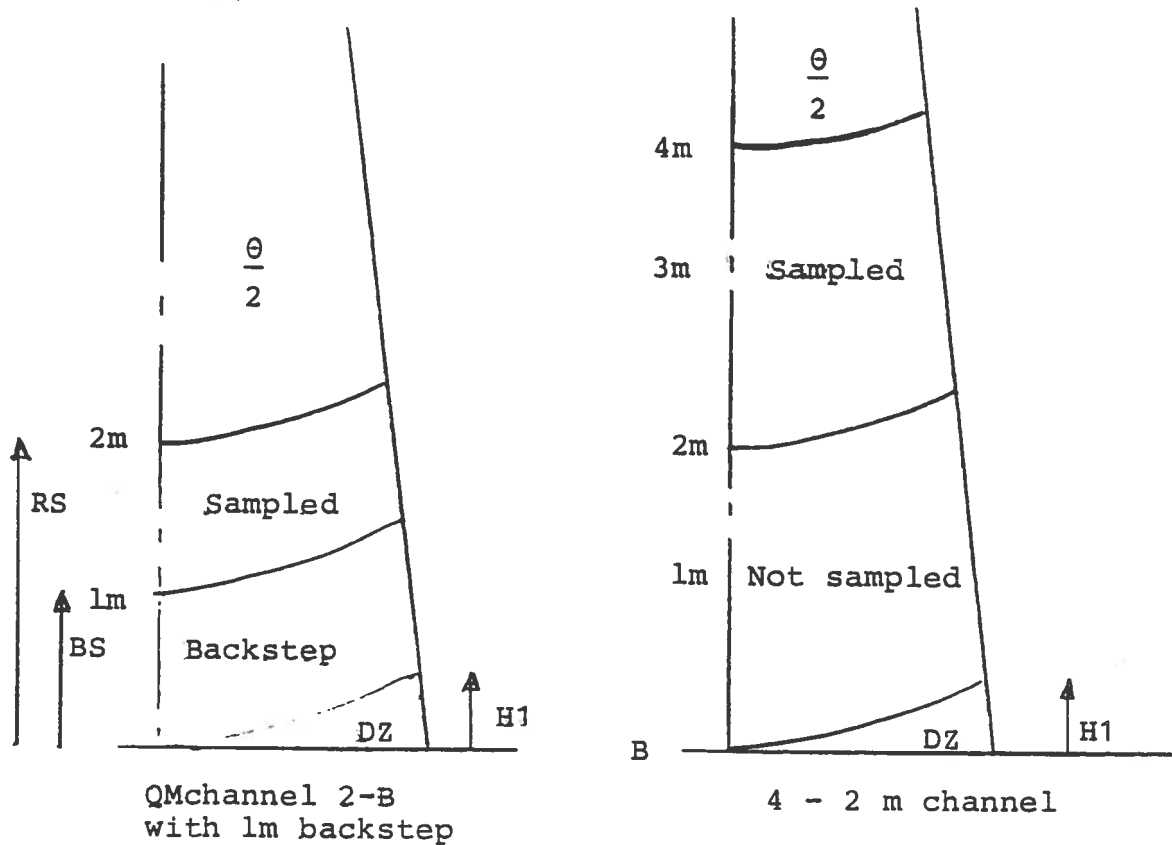 θ
2
2m
RS
Sampled
1m
BS
Backstep
DZ
H1
QMchannel 2-B
with 1m backstep
θ
2
4m
3m
Sampled
2m
1m
Not sampled
B
DZ
H1
4 - 2 m channel